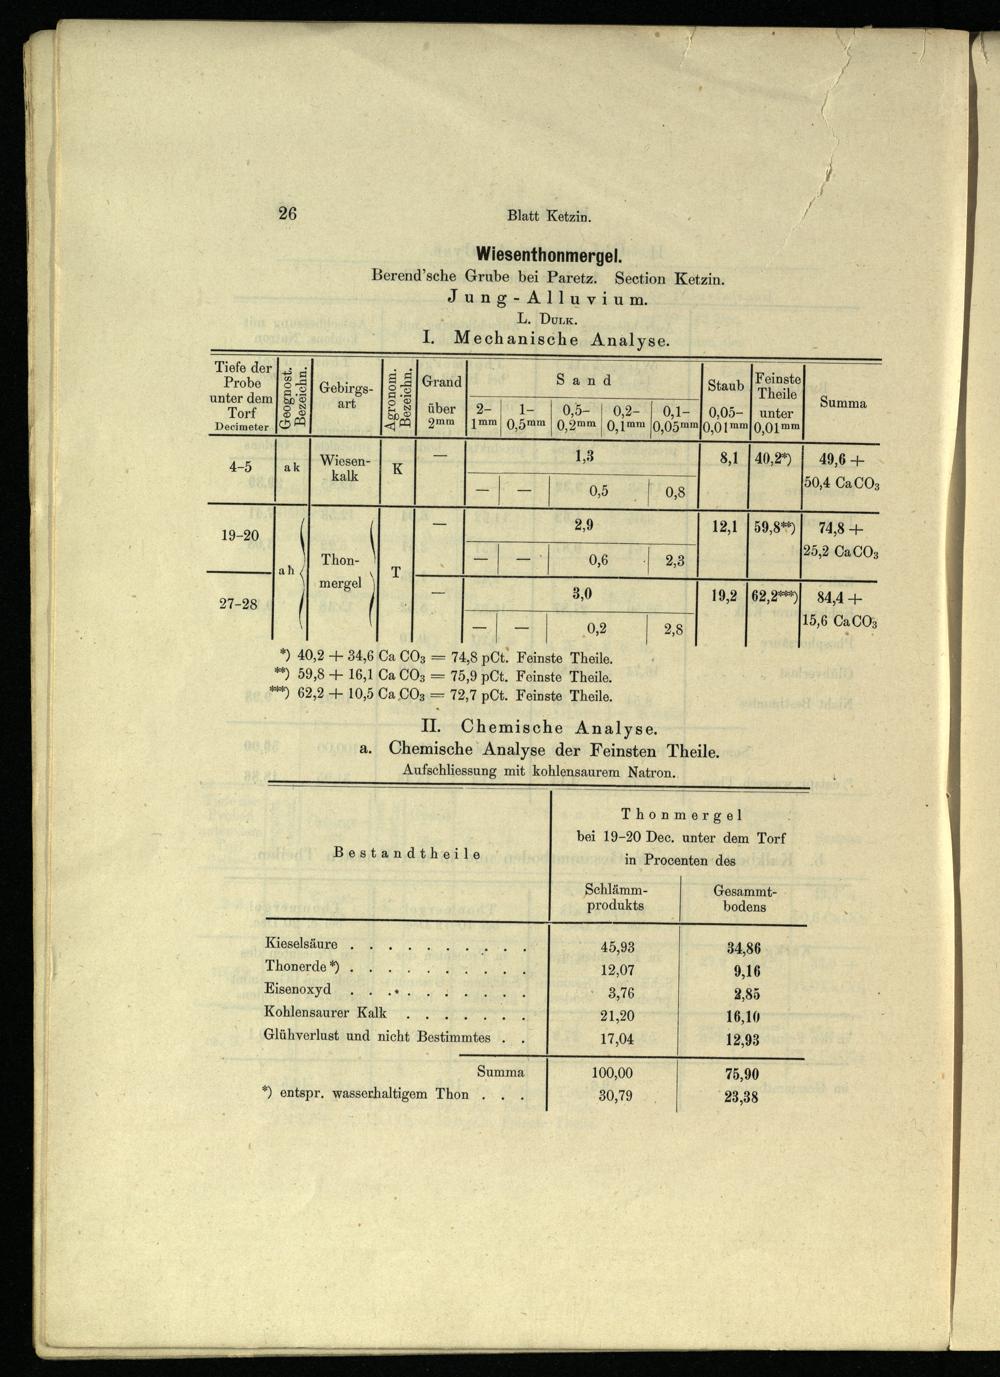 26
Blatt Ketzin.
Wiesenthonmergel.
Berend'sche Grube bei Paretz. Section Ketzin.
Jung-Alluvium.
L. Dulk.
I. Mechanische Analyse.
Tiefe der Probe unter dem Torf Decimeter | Geognost. Bezeichn. | Gebirgs-art | Agronom. Bezeichn. | Grand über 2mm | Sand | Staub 0,05-0,01mm | Feinste Theile unter 0,01mm | Summa
2-1mm | 1-0,5mm | 0,5-0,2mm | 0,2-0,1mm | 0,1-0,05mm
4-5 | ak | Wiesen-kalk | K | — | 1,3 | 8,1 | 40,2*) | 49,6 + 50,4 CaCO3
— | — | 0,5 | 0,8
19-20 | ah | Thon-mergel | T | — | 2,9 | 12,1 | 59,8**) | 74,8 + 25,2 CaCO3
— | — | 0,6 | 2,3
27-28 | — | 3,0 | 19,2 | 62,2***) | 84,4 + 15,6 CaCO3
— | — | 0,2 | 2,8
*) 40,2 + 34,6 Ca CO3 = 74,8 pCt. Feinste Theile.
**) 59,8 + 16,1 Ca CO3 = 75,9 pCt. Feinste Theile.
***) 62,2 + 10,5 Ca CO3 = 72,7 pCt. Feinste Theile.
II. Chemische Analyse.
a. Chemische Analyse der Feinsten Theile.
Aufschliessung mit kohlensaurem Natron.
Bestandtheile
Thonmergel
bei 19-20 Dec. unter dem Torf
in Procenten des
Schlämm-produkts | Gesammt-bodens
Kieselsäure . . . . . . . . . . 45,93 34,86
Thonerde*) . . . . . . . . . . 12,07 9,16
Eisenoxyd . . . . . . . . . . 3,76 2,85
Kohlensaurer Kalk . . . . . . . 21,20 16,10
Glühverlust und nicht Bestimmtes . . 17,04 12,93
Summa 100,00 75,90
*) entspr. wasserhaltigem Thon . . . 30,79 23,38